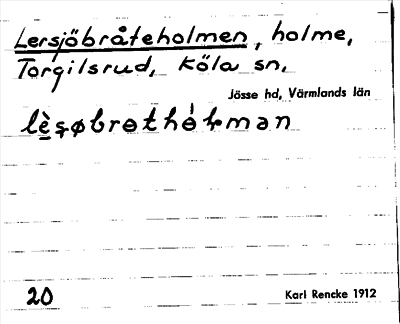 Lersjöbråteholmen, holme,
Torgilsrud, Köla sn.
Jösse hd, Värmlands län
20
Karl Rencke 1912